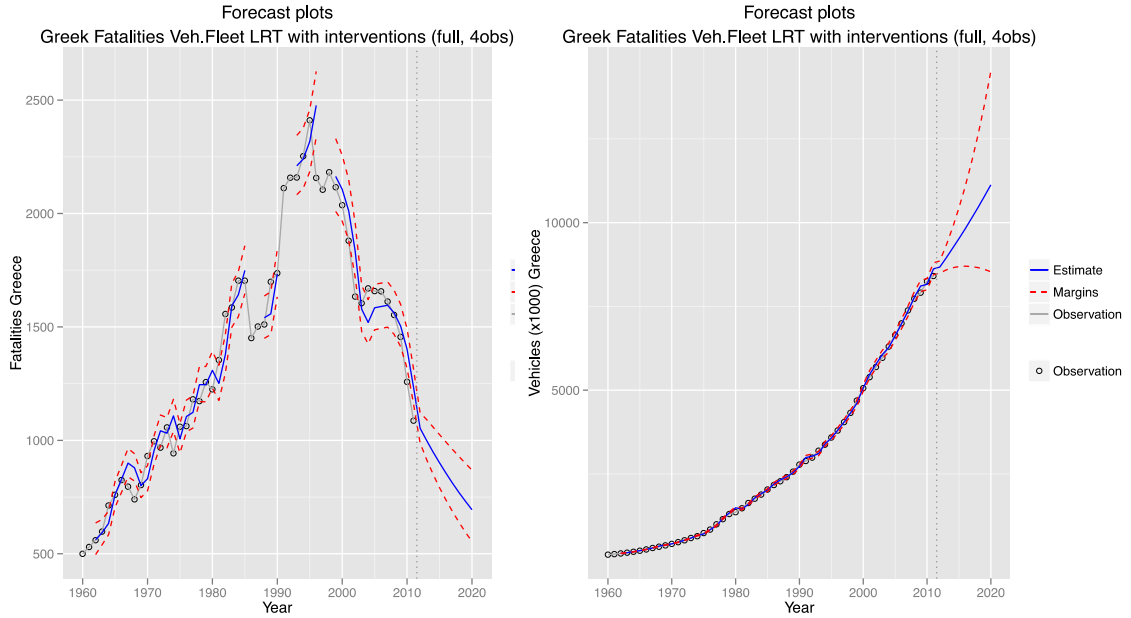 Forecast plots
Greek Fatalities Veh.Fleet LRT with interventions (full, 4obs)
Fatalities Greece
2500
2000
1500
1000
500
1960 1970 1980 1990 2000 2010 2020
Year
Forecast plots
Greek Fatalities Veh.Fleet LRT with interventions (full, 4obs)
Vehicles (x1000) Greece
10000
5000
1960 1970 1980 1990 2000 2010 2020
Year
Estimate
Margins
Observation
Observation